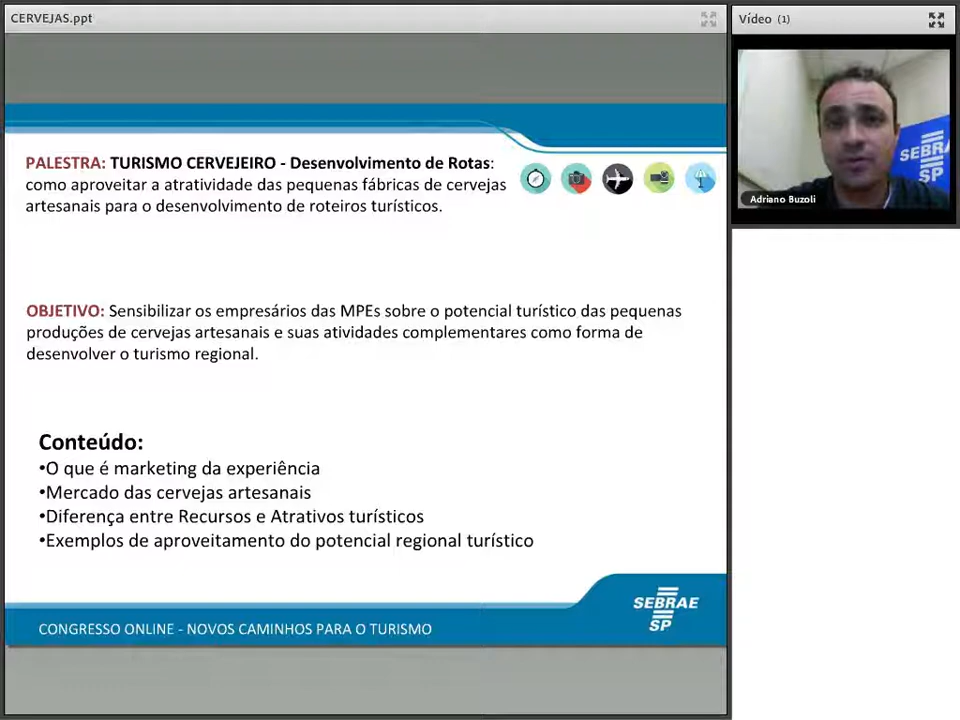 CERVEJAS.ppt
Vídeo (1)
PALESTRA: TURISMO CERVEJEIRO - Desenvolvimento de Rotas:
como aproveitar a atratividade das pequenas fábricas de cervejas
artesanais para o desenvolvimento de roteiros turísticos.
SEBRA
SP
Adriano Buzoli
OBJETIVO: Sensibilizar os empresários das MPEs sobre o potencial turístico das pequenas
produções de cervejas artesanais e suas atividades complementares como forma de
desenvolver o turismo regional.
Conteúdo:
•O que é marketing da experiência
•Mercado das cervejas artesanais
•Diferença entre Recursos e Atrativos turísticos
•Exemplos de aproveitamento do potencial regional turístico
SEBRAE
SP
CONGRESSO ONLINE - NOVOS CAMINHOS PARA O TURISMO